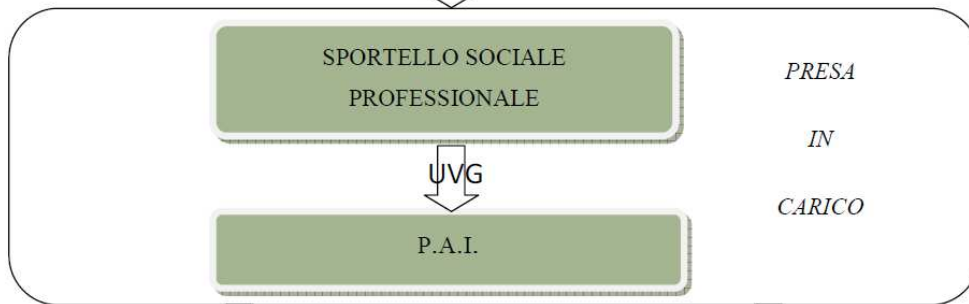 SPORTELLO SOCIALE
PROFESSIONALE
UVG
P.A.I.
PRESA
IN
CARICO